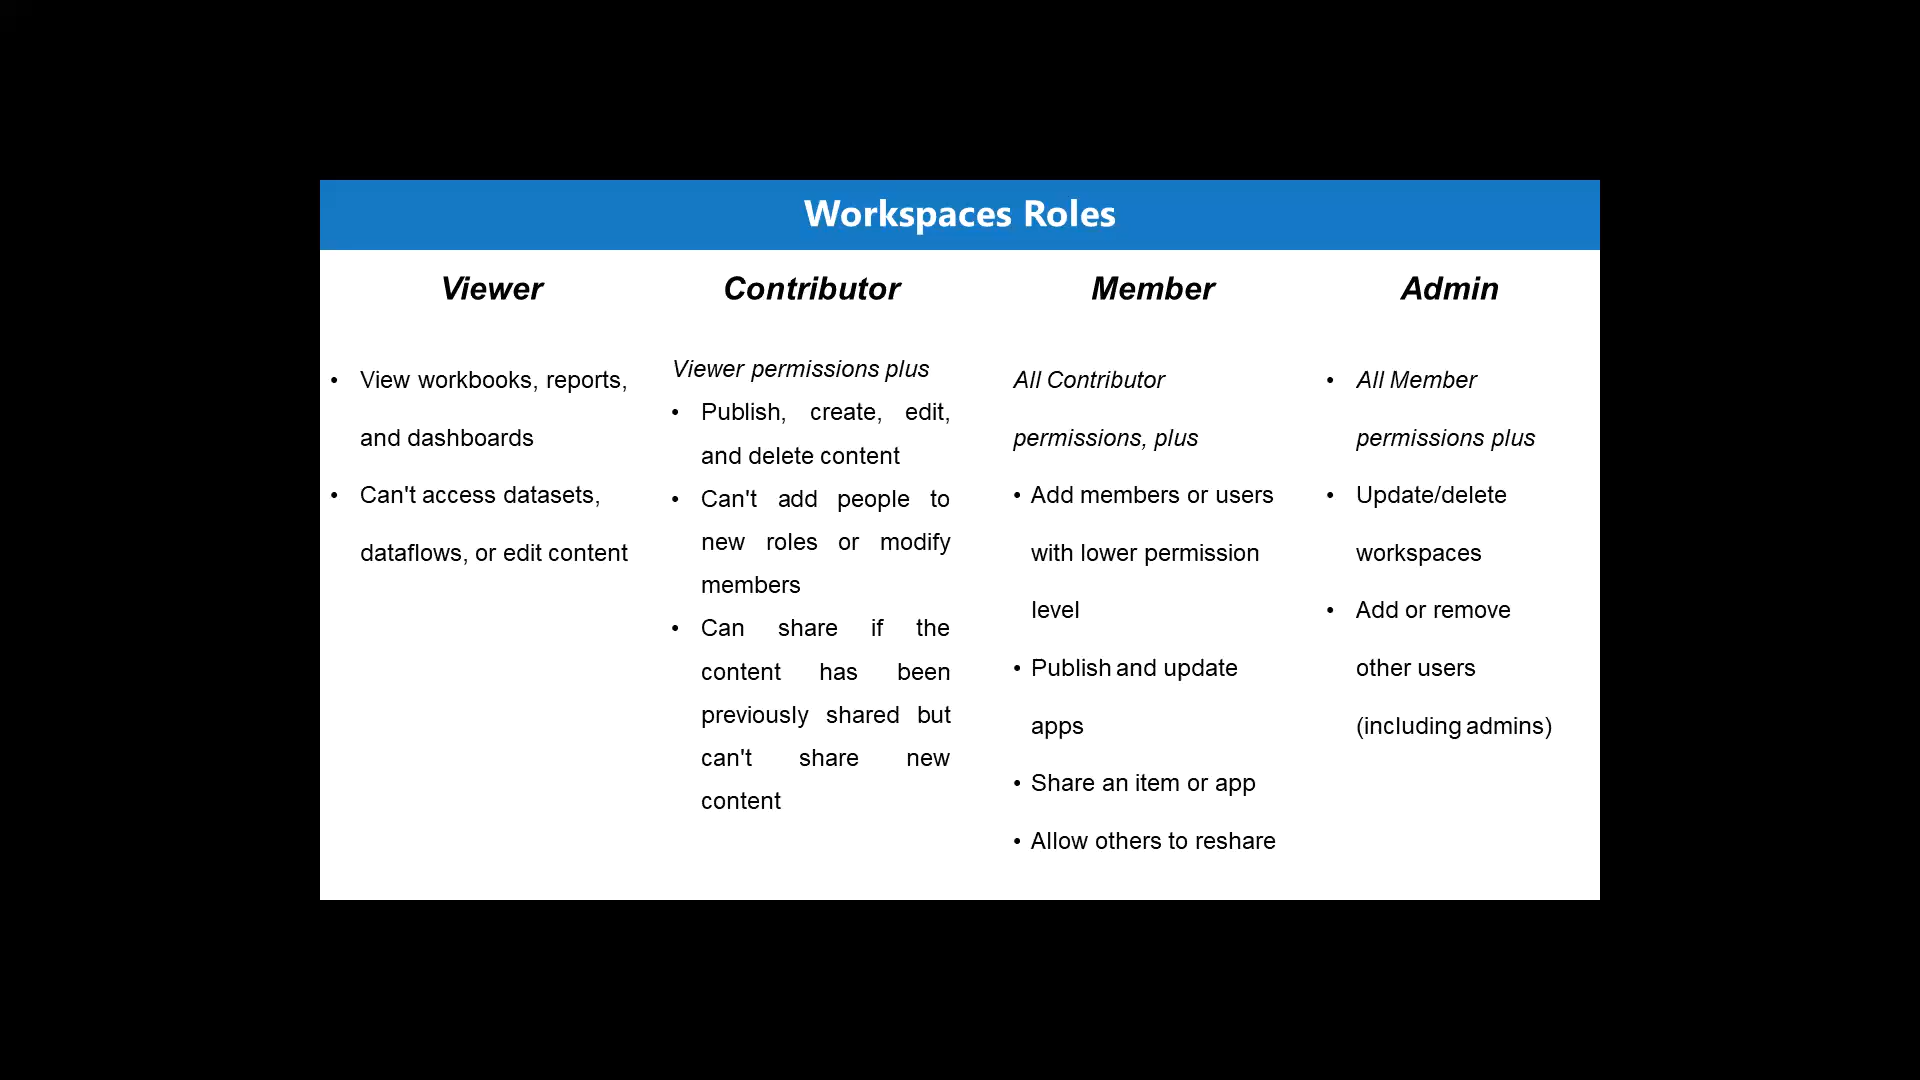 Workspaces Roles
Viewer
• View workbooks, reports,
and dashboards
• Can't access datasets,
dataflows, or edit content
Contributor
Viewer permissions plus
• Publish, create, edit,
and delete content
• Can't add people to
new roles or modify
members
• Can share if the
content has been
previously shared but
can't share new
content
Member
All Contributor
permissions, plus
• Add members or users
with lower permission
level
• Publish and update
apps
• Share an item or app
• Allow others to reshare
Admin
• All Member
permissions plus
• Update/delete
workspaces
• Add or remove
other users
(including admins)